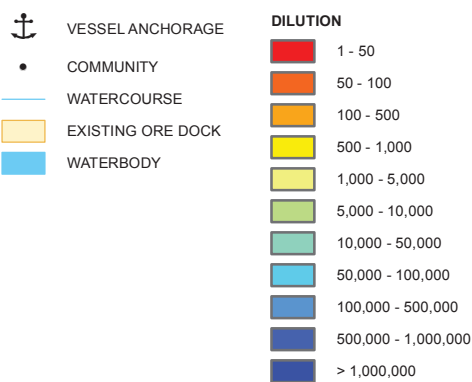 VESSEL ANCHORAGE
COMMUNITY
WATERCOURSE
EXISTING ORE DOCK
WATERBODY
DILUTION
1 - 50
50 - 100
100 - 500
500 - 1,000
1,000 - 5,000
5,000 - 10,000
10,000 - 50,000
50,000 - 100,000
100,000 - 500,000
500,000 - 1,000,000
> 1,000,000